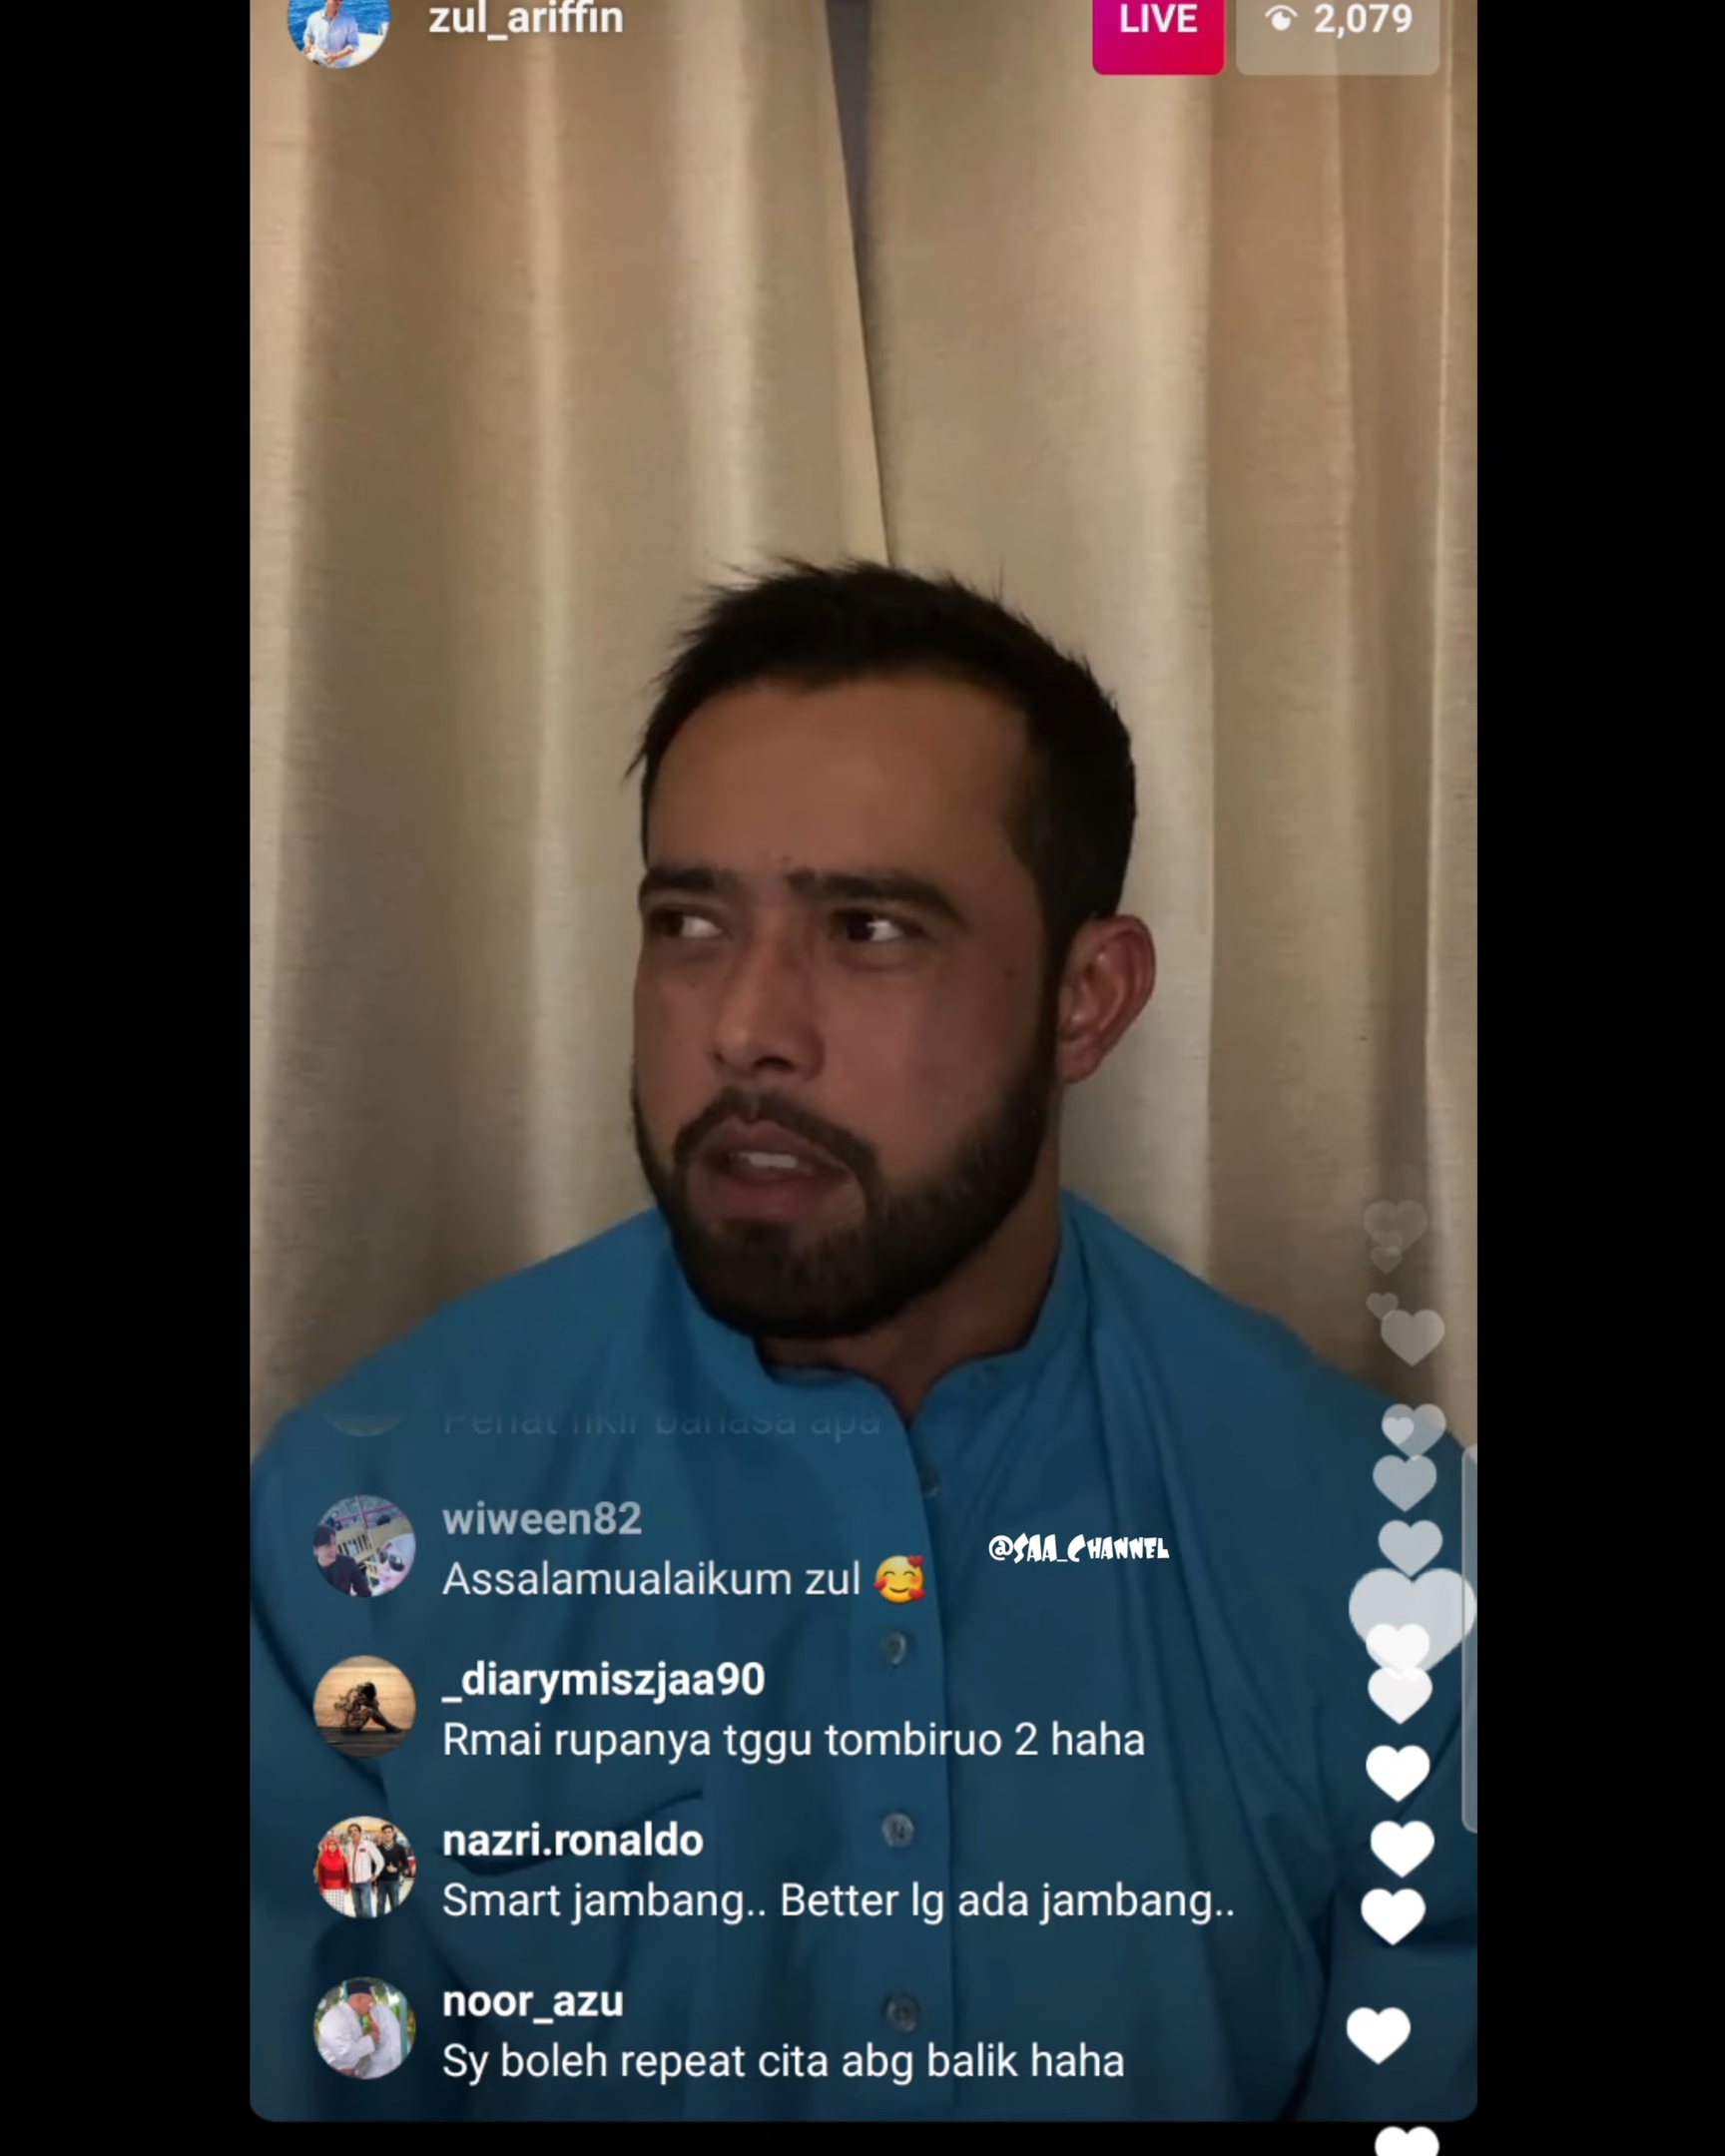 zul_ariffin
LIVE
2,079
wiween82
Assalamualaikum zul 🥰
@SAA_CHANNEL
_diarymiszjaa90
Rmai rupanya tggu tombiruo 2 haha
nazri.ronaldo
Smart jambang.. Better lg ada jambang..
noor_azu
Sy boleh repeat cita abg balik haha